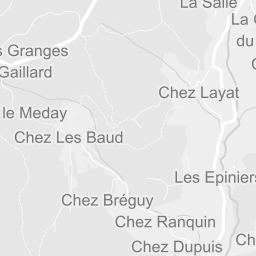 La Salle
La
du
s Granges
Gaillard
Chez Layat
le Meday
Chez Les Baud
Les Epiniers
Chez Bréguy
Chez Ranquin
Ch
Chez Dupuis